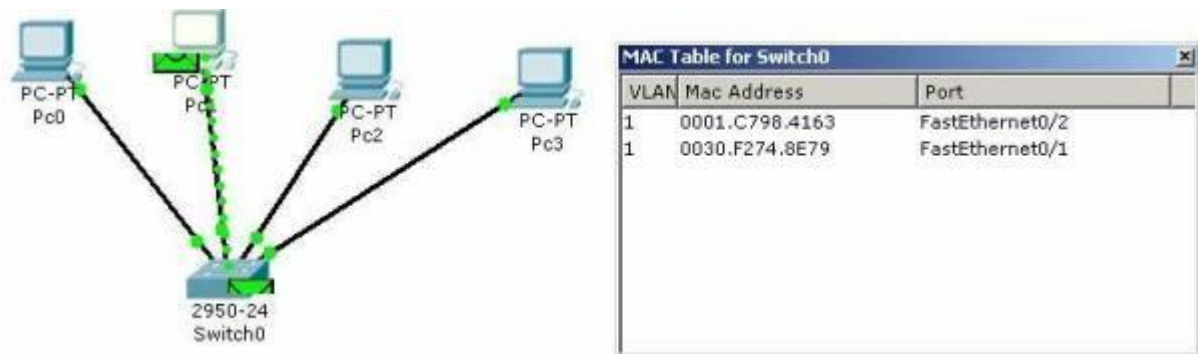 PC-PT
Pc0
PC-PT
PC-PT
Pc2
PC-PT
Pc3
2950-24
Switch0
MAC Table for Switch0
VLAN Mac Address Port
1 0001.C798.4163 FastEthernet0/2
1 0030.F274.8E79 FastEthernet0/1